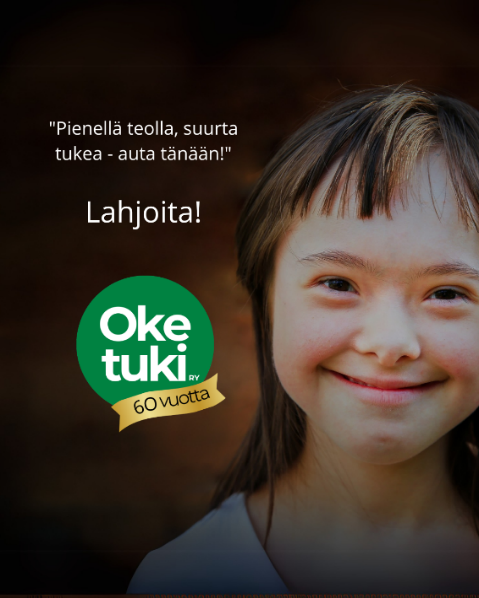 "Pienellä teolla, suurta
tukea - auta tänään!"
Lahjoita!
Oke
tuki RY
60 vuotta